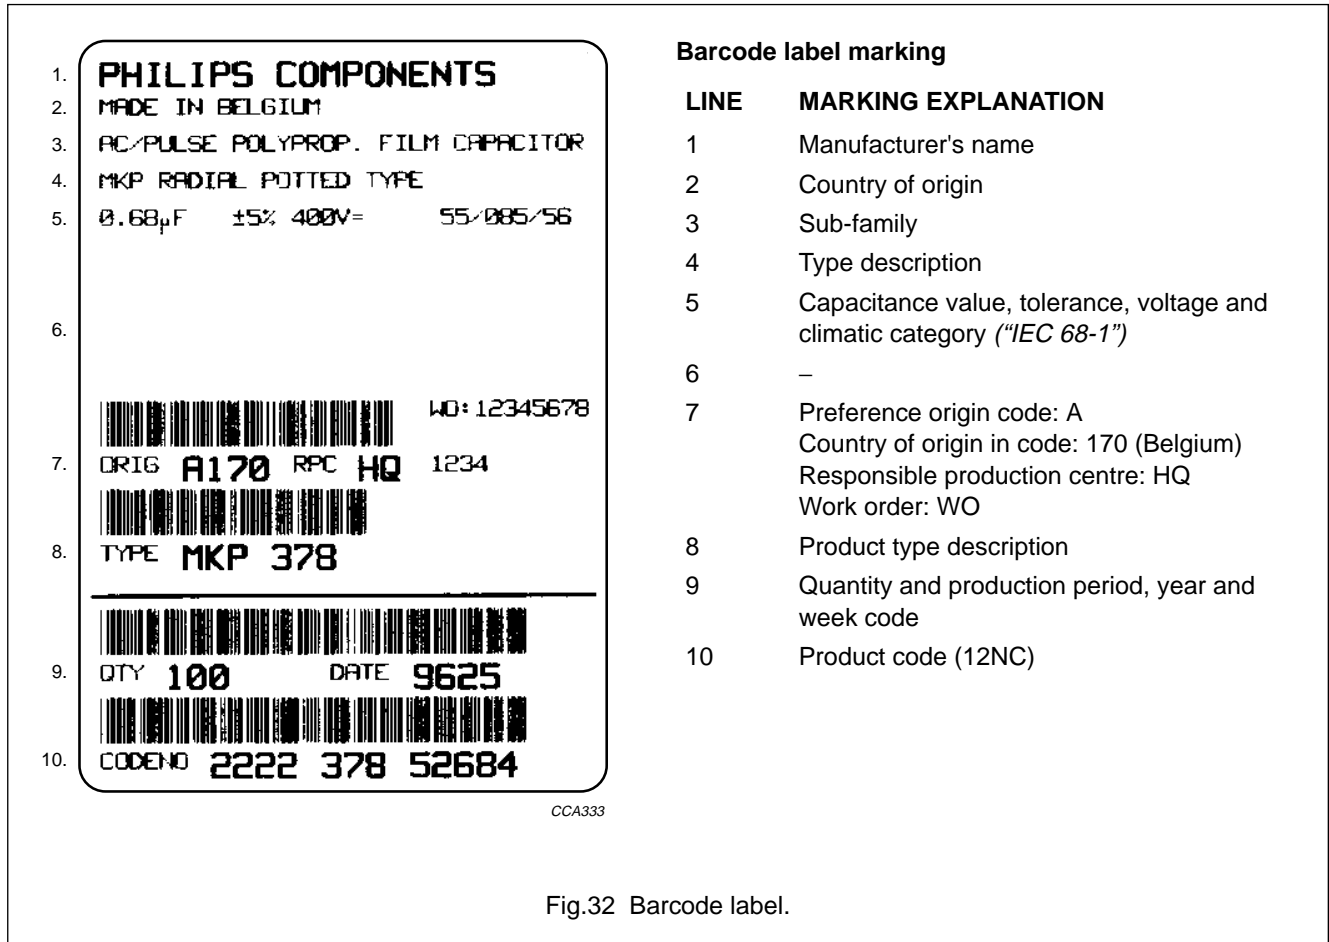 1. PHILIPS COMPONENTS
2. MADE IN BELGIUM
3. AC/PULSE POLYPROP. FILM CAPACITOR
4. MKP RADIAL POTTED TYPE
5. 0.68µF ±5% 400V= 55/085/56
6.
WO:12345678
7. ORIG A170 RPC HQ 1234
8. TYPE MKP 378
9. QTY 100 DATE 9625
10. CODENO 2222 378 52684
CCA333
Barcode label marking
LINE MARKING EXPLANATION
1 Manufacturer's name
2 Country of origin
3 Sub-family
4 Type description
5 Capacitance value, tolerance, voltage and
climatic category (“IEC 68-1”)
6 –
7 Preference origin code: A
Country of origin in code: 170 (Belgium)
Responsible production centre: HQ
Work order: WO
8 Product type description
9 Quantity and production period, year and
week code
10 Product code (12NC)
Fig.32 Barcode label.